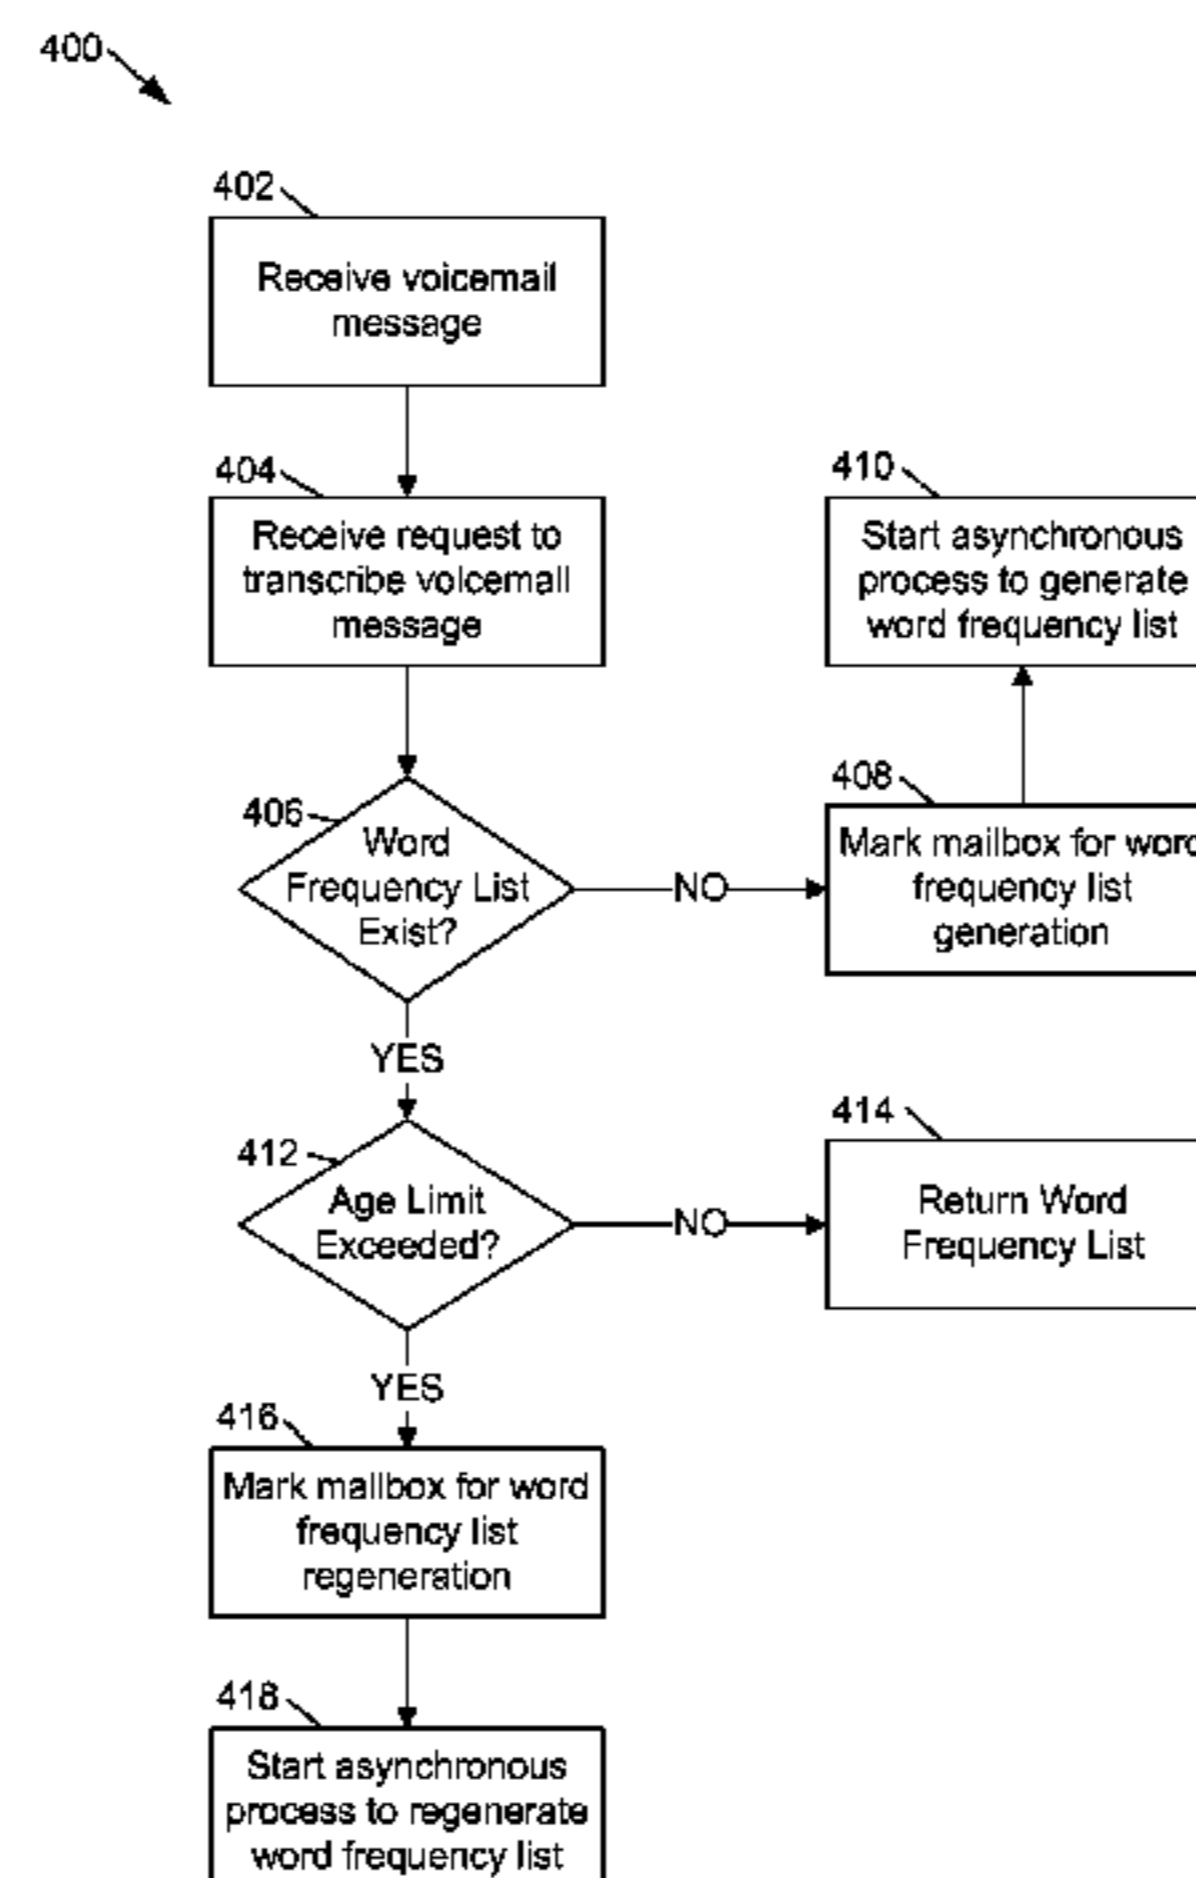 400
402
Receive voicemail
message
404
Receive request to
transcribe voicemail
message
410
Start asynchronous
process to generate
word frequency list
406
Word
Frequency List
Exist?
NO
408
Mark mailbox for word
frequency list
generation
YES
412
Age Limit
Exceeded?
NO
414
Return Word
Frequency List
YES
416
Mark mailbox for word
frequency list
regeneration
418
Start asynchronous
process to regenerate
word frequency list